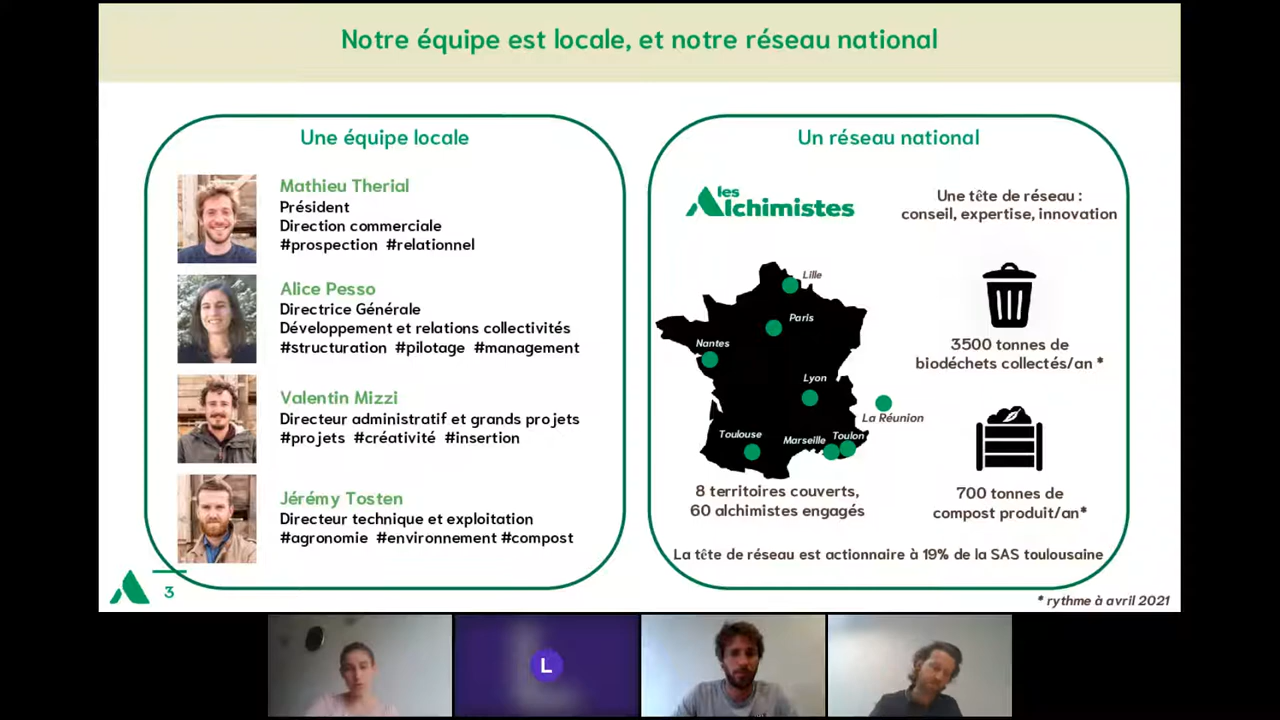 Notre équipe est locale, et notre réseau national
Une équipe locale
Mathieu Therial
Président
Direction commerciale
#prospection #relationnel
Alice Pesso
Directrice Générale
Développement et relations collectivités
#structuration #pilotage #management
Valentin Mizzi
Directeur administratif et grands projets
#projets #créativité #insertion
Jérémy Tosten
Directeur technique et exploitation
#agronomie #environnement #compost
3
Un réseau national
les
Alchimistes
Une tête de réseau :
conseil, expertise, innovation
Lille
Paris
Nantes
Lyon
La Réunion
Toulouse
Marseille
Toulon
8 territoires couverts,
60 alchimistes engagés
3500 tonnes de
biodéchets collectés/an *
700 tonnes de
compost produit/an*
La tête de réseau est actionnaire à 19% de la SAS toulousaine
* rythme à avril 2021
L